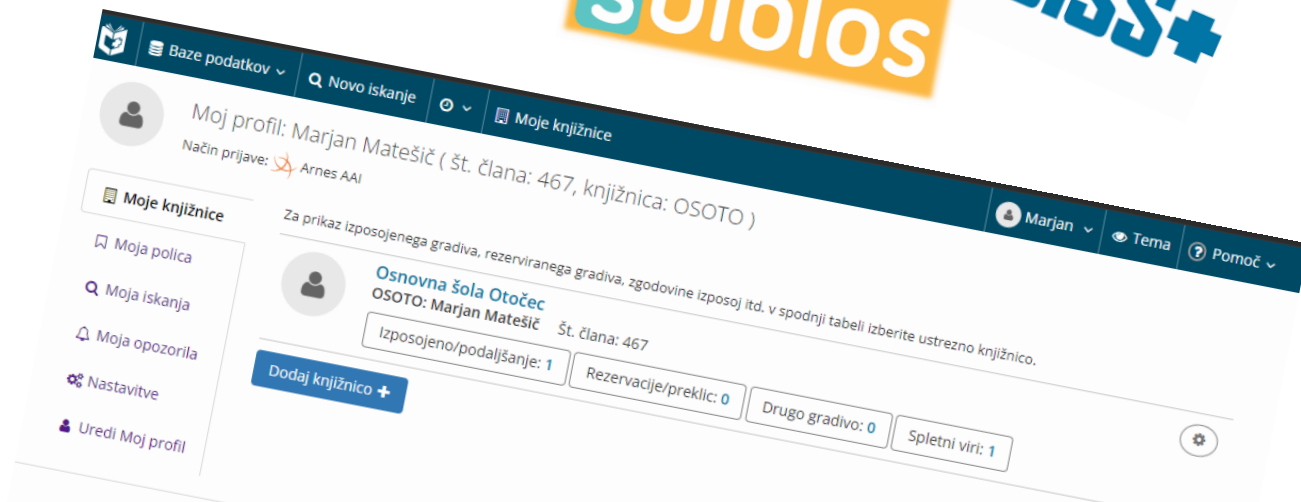 Biblos
Baze podatkov
Novo iskanje
Moje knjižnice
Marjan
Tema
Pomoč
Moj profil: Marjan Matešič ( št. člana: 467, knjižnica: OSOTO )
Način prijave: Arnes AAI
Moje knjižnice
Moja polica
Moja iskanja
Moja opozorila
Nastavitve
Uredi Moj profil
Za prikaz izposojenega gradiva, rezerviranega gradiva, zgodovine izposoj itd. v spodnji tabeli izberite ustrezno knjižnico.
Osnovna šola Otočec
OSOTO: Marjan Matešič Št. člana: 467
Izposojeno/podaljšanje: 1
Rezervacije/preklic: 0
Drugo gradivo: 0
Spletni viri: 1
Dodaj knjižnico +